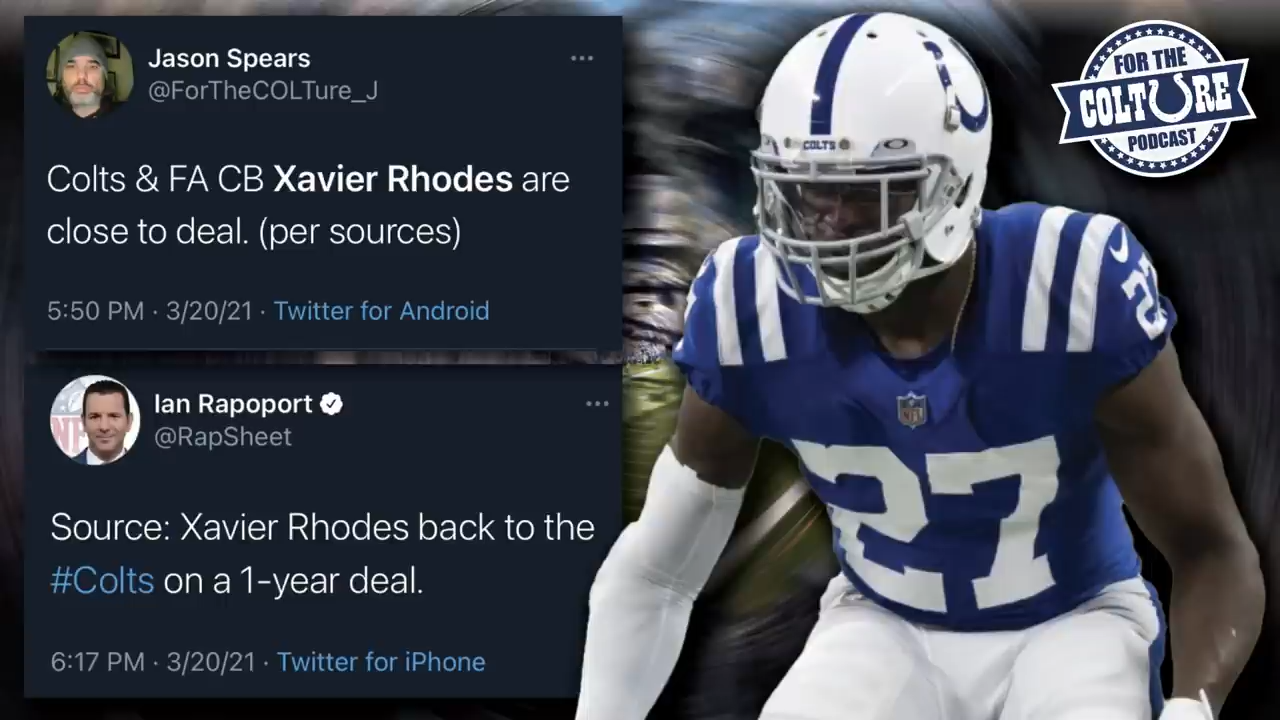 Jason Spears
@ForTheCOLTure_J
Colts & FA CB Xavier Rhodes are
close to deal. (per sources)
5:50 PM · 3/20/21 · Twitter for Android
Ian Rapoport
@RapSheet
Source: Xavier Rhodes back to the
#Colts on a 1-year deal.
6:17 PM · 3/20/21 · Twitter for iPhone
FOR THE
COLTURE
PODCAST
COLTS
NFL
27
27